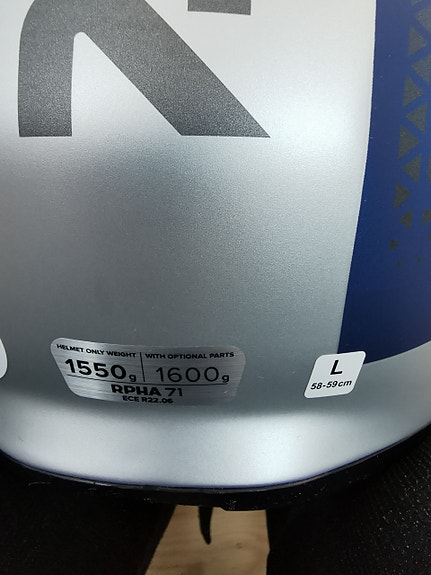 HELMET ONLY WEIGHT | WITH OPTIONAL PARTS
1550g | 1600g
RPHA 71
ECE R22.06
L
58-59cm